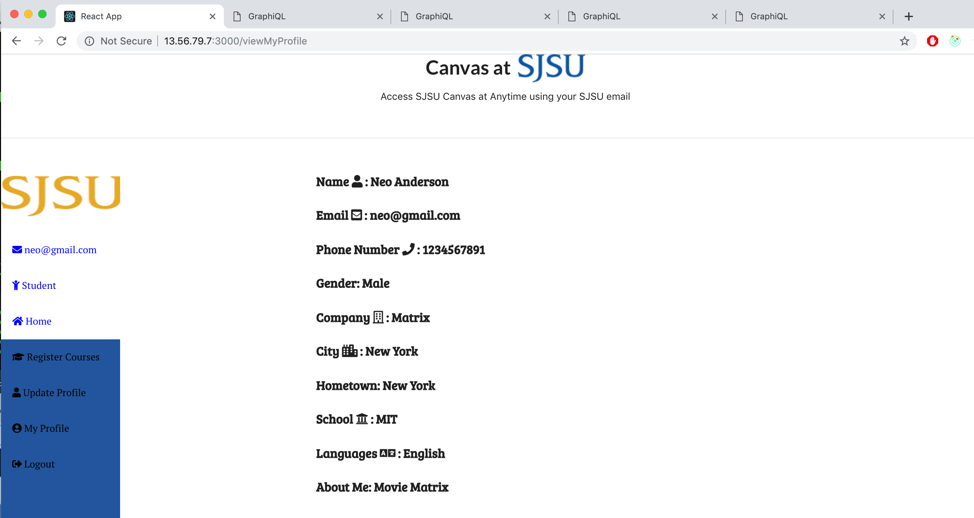 React App
GraphiQL
GraphiQL
GraphiQL
GraphiQL
Not Secure | 13.56.79.7:3000/viewMyProfile
Canvas at SJSU
Access SJSU Canvas at Anytime using your SJSU email
SJSU
neo@gmail.com
Student
Home
Register Courses
Update Profile
My Profile
Logout
Name : Neo Anderson
Email : neo@gmail.com
Phone Number : 1234567891
Gender: Male
Company : Matrix
City : New York
Hometown: New York
School : MIT
Languages : English
About Me: Movie Matrix